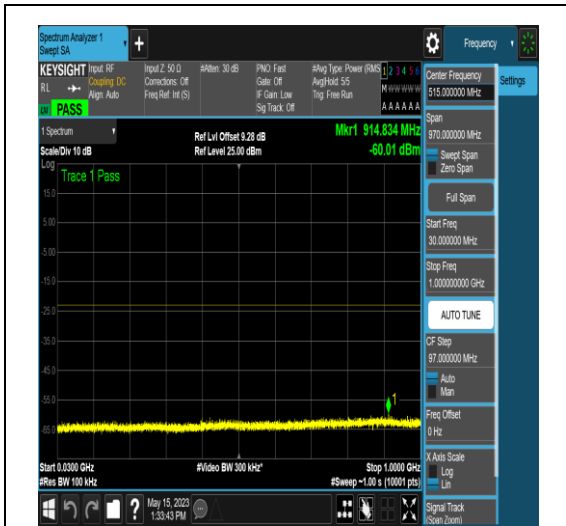 Spectrum Analyzer 1
Swept SA
+
Frequency
KEYSIGHT
RL
PASS
Input: RF
Coupling: DC
Align: Auto
Input Z: 50 Ω
Corrections: Off
Freq Ref: Int (S)
#Atten: 30 dB
PNO: Fast
Gate: Off
IF Gain: Low
Sig Track: Off
#Avg Type: Power (RMS
Avg|Hold: 5/5
Trig: Free Run
1 2 3 4 5 6
M W W W W W
A A A A A A
Center Frequency
515.000000 MHz
Settings
Span
970.000000 MHz
Swept Span
Zero Span
Full Span
Start Freq
30.000000 MHz
Stop Freq
1.000000000 GHz
AUTO TUNE
CF Step
97.000000 MHz
Auto
Man
Freq Offset
0 Hz
X Axis Scale
Log
Lin
Signal Track
(Span Zoom)
1 Spectrum
Scale/Div 10 dB
Ref Lvl Offset 9.28 dB
Ref Level 25.00 dBm
Mkr1 914.834 MHz
-60.01 dBm
Log
Trace 1 Pass
15.0
5.00
-5.00
-15.0
-25.0
-35.0
-45.0
-55.0
-65.0
1
Start 0.0300 GHz
#Res BW 100 kHz
#Video BW 300 kHz*
Stop 1.0000 GHz
#Sweep ~1.00 s (10001 pts)
May 15, 2023
1:33:43 PM